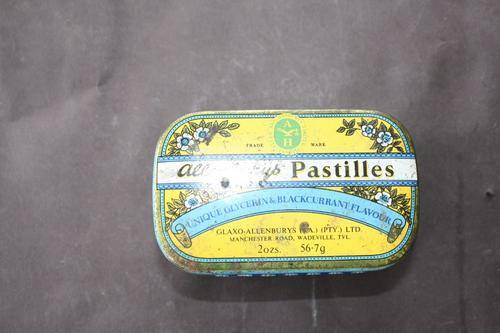 A
H
TRADE MARK
Pastilles
UNIQUE GLYCERIN & BLACKCURRANT FLAVOUR
GLAXO-ALLENBURYS (S.A.) (PTY.) LTD
MANCHESTER ROAD, WADEVILLE, TVL.
2ozs. 56·7g